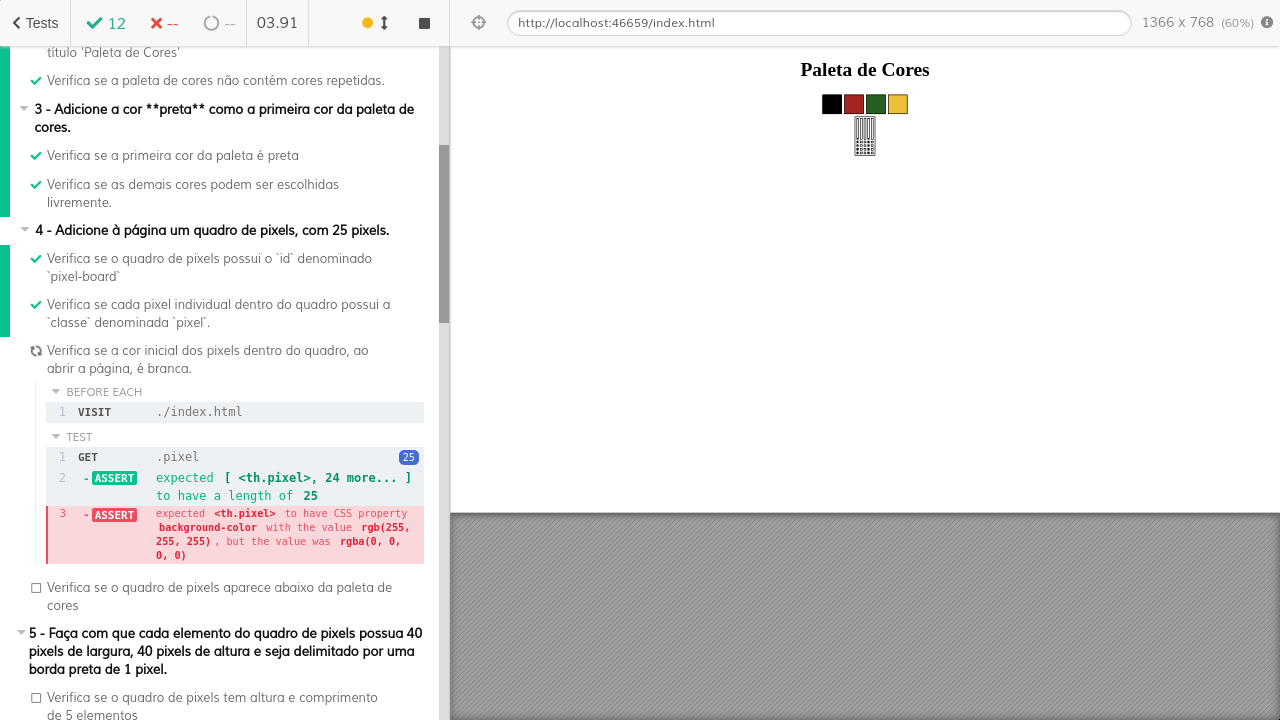 Tests
12
--
--
03.91
http://localhost:46659/index.html
1366 x 768 (60%)
título 'Paleta de Cores'
Verifica se a paleta de cores não contém cores repetidas.
3 - Adicione a cor **preta** como a primeira cor da paleta de
cores.
Verifica se a primeira cor da paleta é preta
Verifica se as demais cores podem ser escolhidas
livremente.
4 - Adicione à página um quadro de pixels, com 25 pixels.
Verifica se o quadro de pixels possui o `id` denominado
`pixel-board`
Verifica se cada pixel individual dentro do quadro possui a
`classe` denominada `pixel`.
Verifica se a cor inicial dos pixels dentro do quadro, ao
abrir a página, é branca.
BEFORE EACH
1 VISIT ./index.html
TEST
1 GET .pixel 25
2 - ASSERT expected [ <th.pixel>, 24 more... ]
to have a length of 25
3 - ASSERT expected <th.pixel> to have CSS property
background-color with the value rgb(255,
255, 255) , but the value was rgba(0, 0,
0, 0)
Verifica se o quadro de pixels aparece abaixo da paleta de
cores
5 - Faça com que cada elemento do quadro de pixels possua 40
pixels de largura, 40 pixels de altura e seja delimitado por uma
borda preta de 1 pixel.
Verifica se o quadro de pixels tem altura e comprimento
de 5 elementos
Paleta de Cores